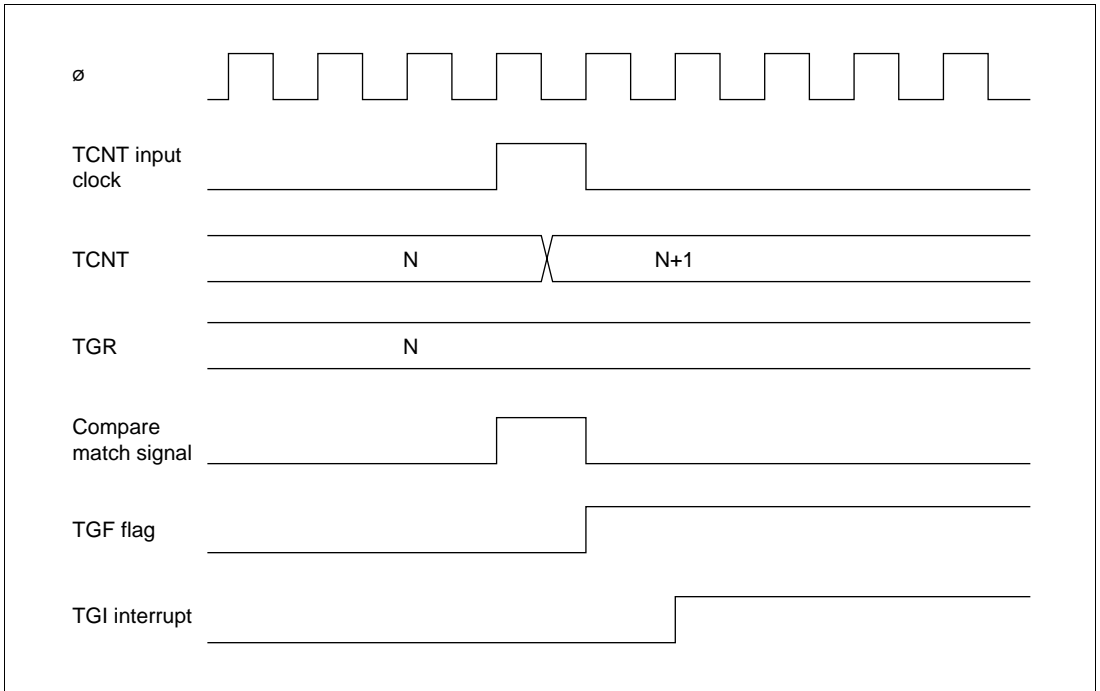 ø
TCNT input
clock
TCNT
N
N+1
TGR
N
Compare
match signal
TGF flag
TGI interrupt